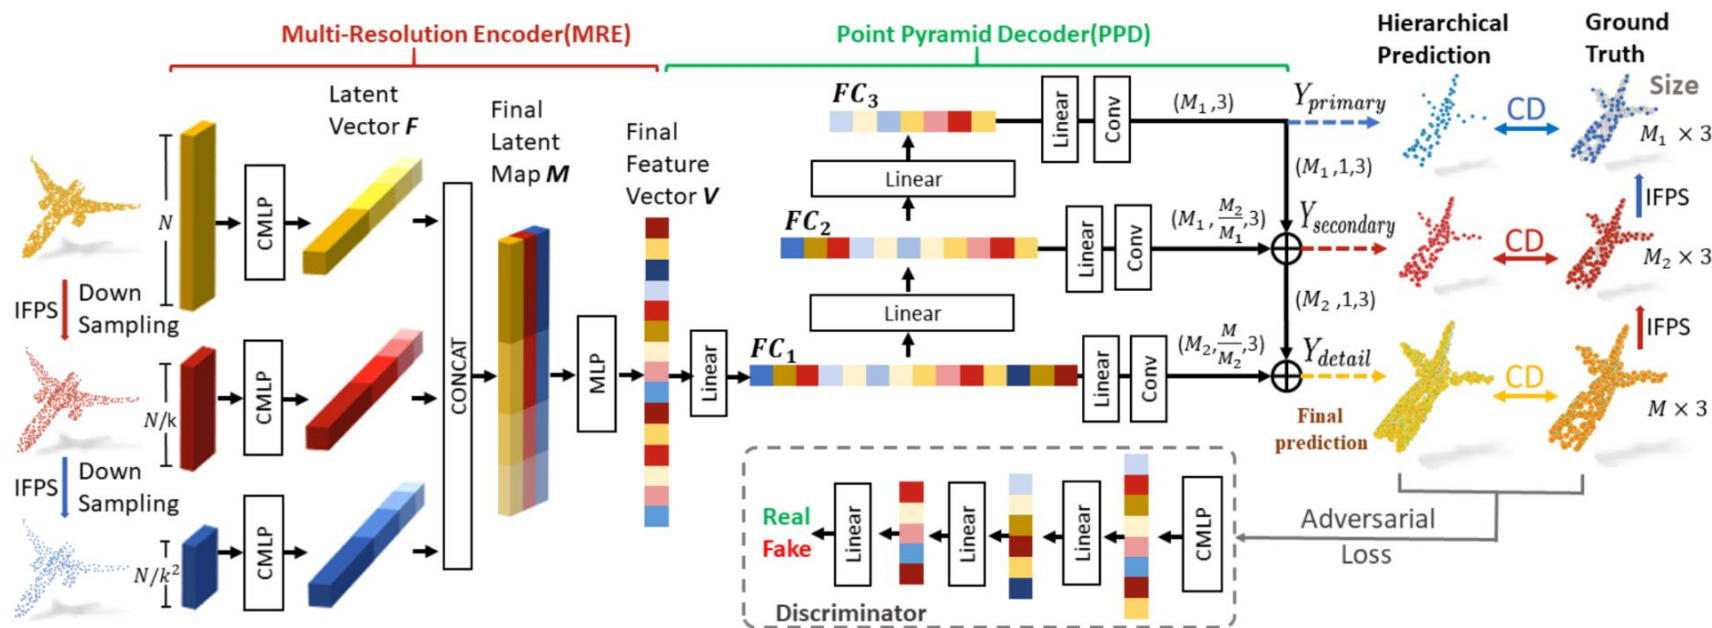 Multi-Resolution Encoder(MRE)
Point Pyramid Decoder(PPD)
Hierarchical
Prediction
Ground
Truth
Size
Latent
Vector F
Final
Latent
Map M
Final
Feature
Vector V
N
CMLP
IFPS
Down
Sampling
N/k
CMLP
IFPS
Down
Sampling
N/k²
CMLP
CONCAT
MLP
Linear
FC₃
Linear
Conv
(M₁,3)
Y_primary
CD
M₁ × 3
Linear
(M₁,1,3)
IFPS
FC₂
Linear
Conv
(M₁, M₂/M₁, 3)
Y_secondary
CD
M₂ × 3
Linear
(M₂,1,3)
IFPS
FC₁
Linear
Conv
(M₂, M/M₂, 3)
Y_detail
CD
M × 3
Final
prediction
Real
Fake
Linear
Linear
Linear
CMLP
Discriminator
Adversarial
Loss